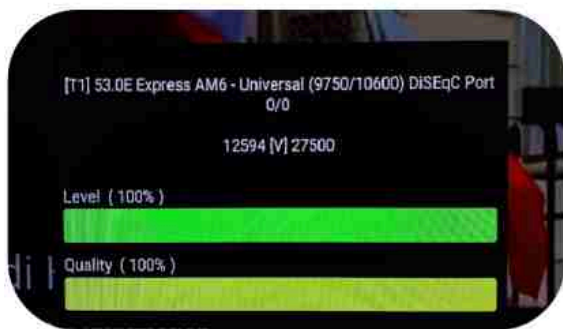 [T1] 53.0E Express AM6 - Universal (9750/10600) DiSEqC Port
0/0
12594 [V] 27500
Level ( 100% )
Quality ( 100% )